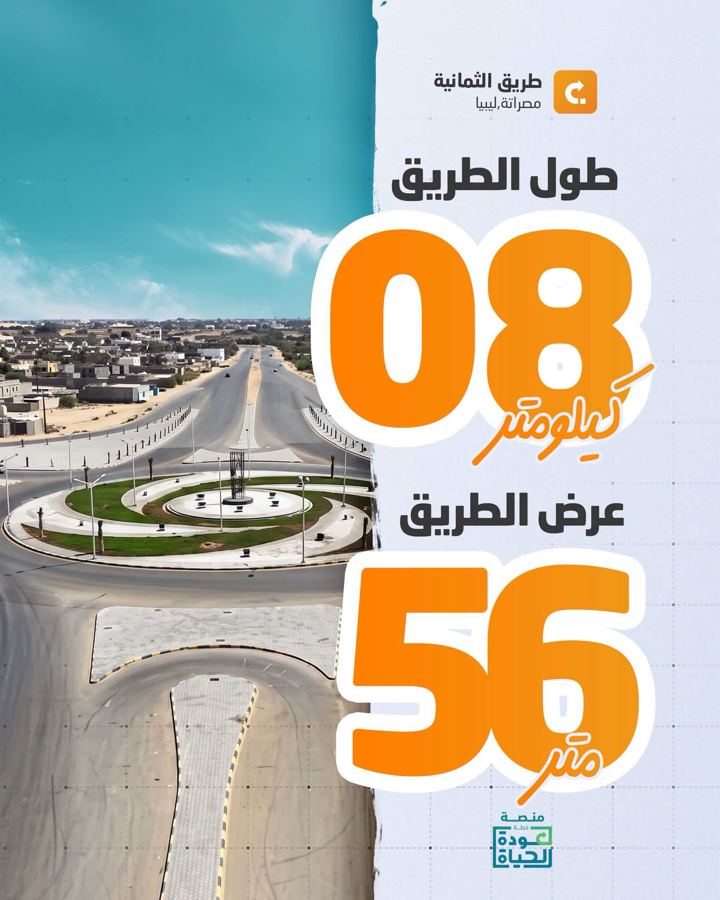 طريق الثمانية
مصراتة,ليبيا
طول الطريق
08
كيلومتر
عرض الطريق
56
متر
منصة
خطة
عودة
الحياة